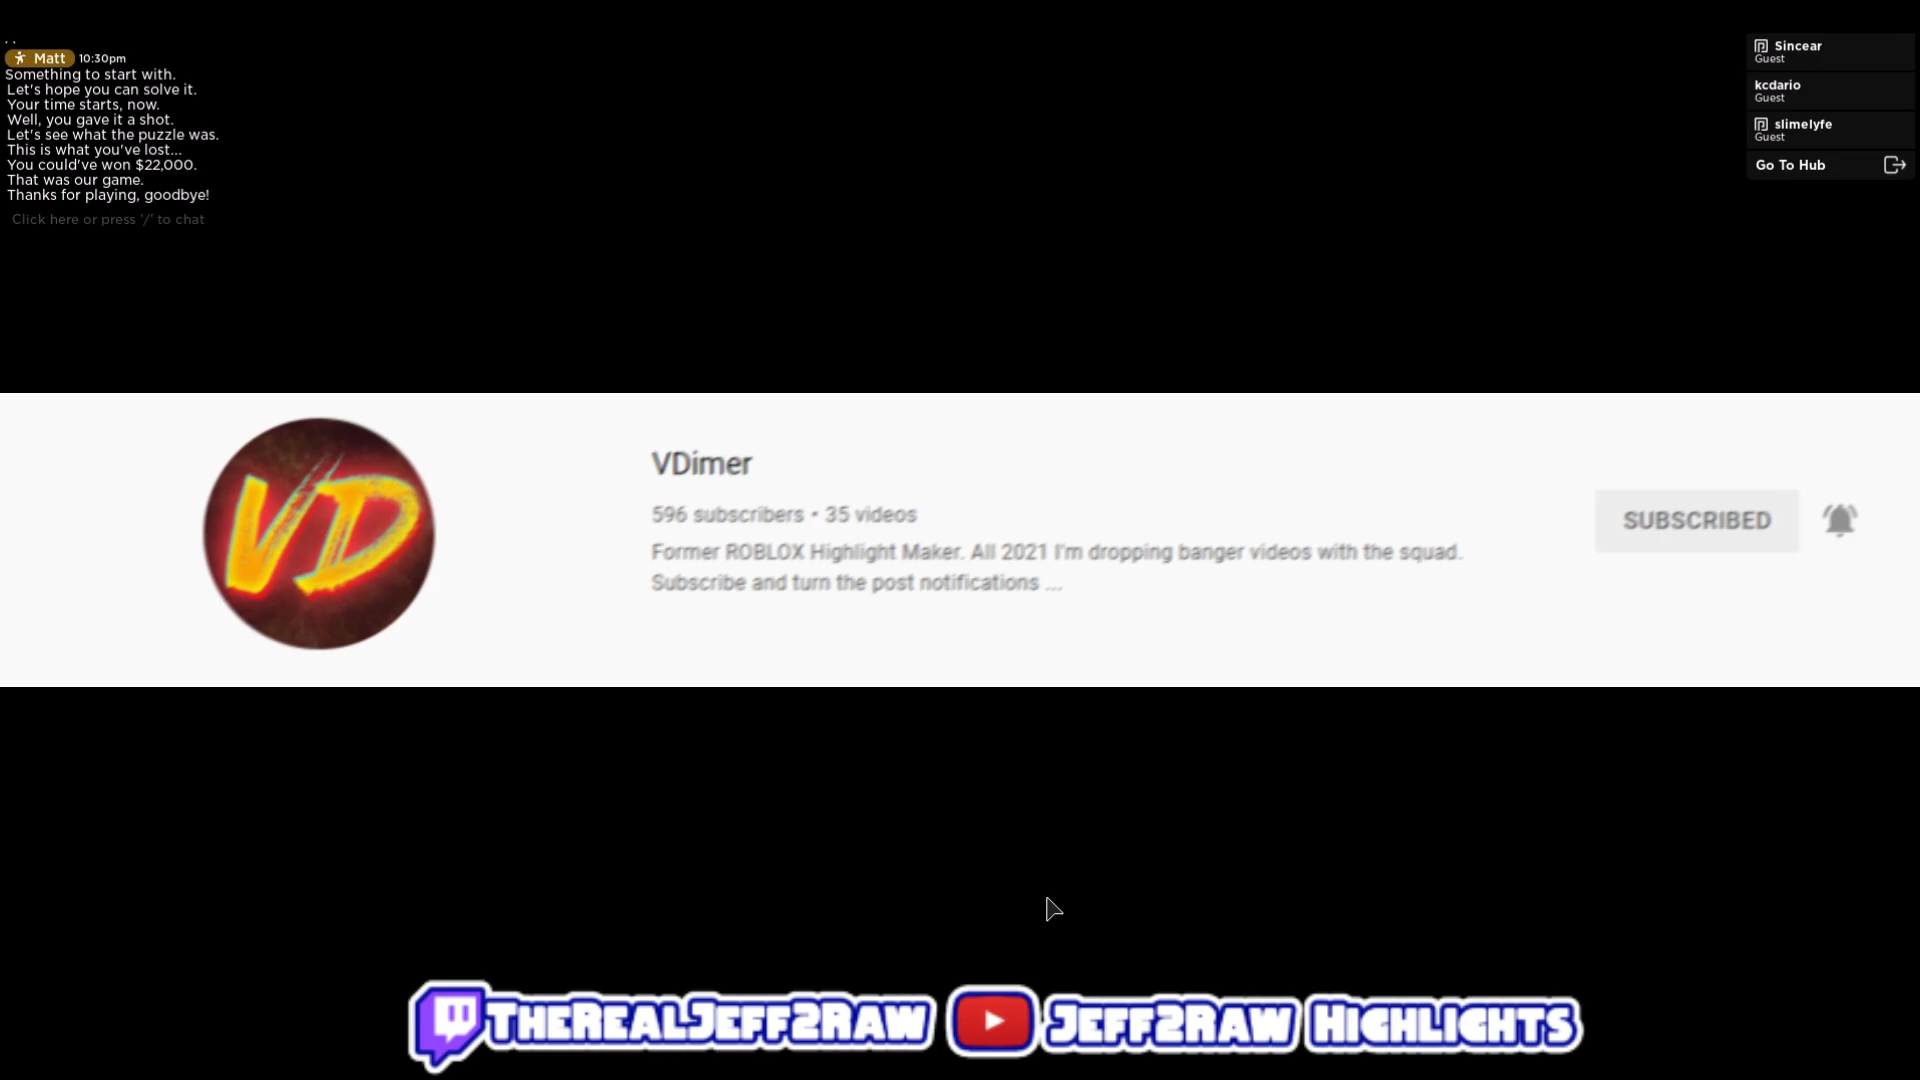 Matt 10:30pm
Something to start with.
Let's hope you can solve it.
Your time starts, now.
Well, you gave it a shot.
Let's see what the puzzle was.
This is what you've lost...
You could've won $22,000.
That was our game.
Thanks for playing, goodbye!
Click here or press '/' to chat
Sincear
Guest
kcdario
Guest
slimelyfe
Guest
Go To Hub
VD
VDimer
596 subscribers • 35 videos
Former ROBLOX Highlight Maker. All 2021 I'm dropping banger videos with the squad.
Subscribe and turn the post notifications ...
SUBSCRIBED
TheRealJeff2Raw
Jeff2Raw Highlights